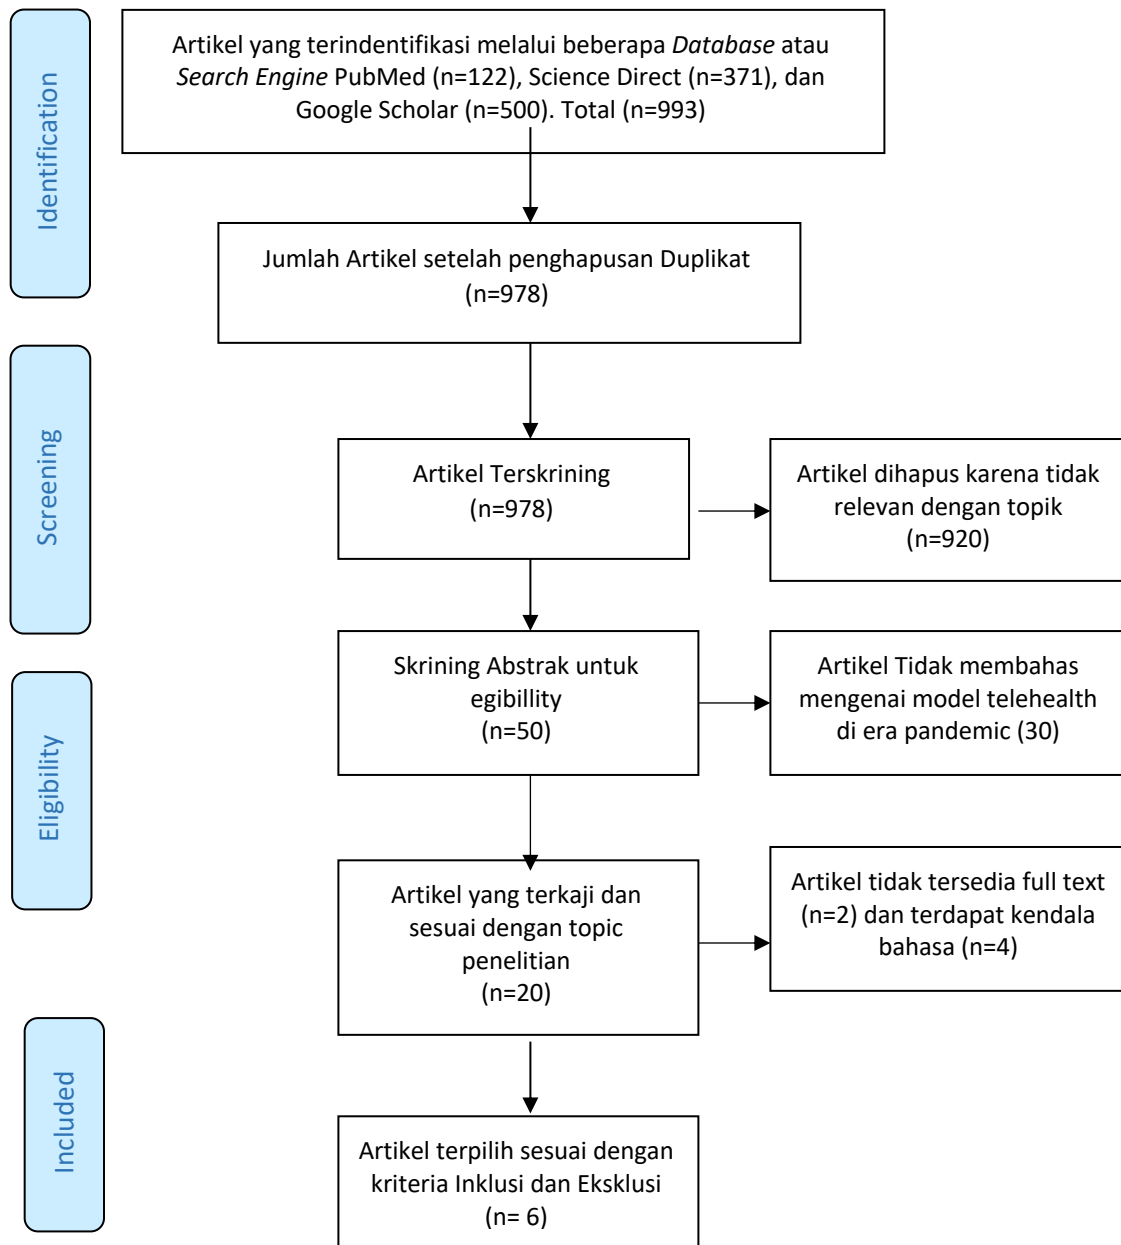 Identification
Artikel yang terindentifikasi melalui beberapa Database atau
Search Engine PubMed (n=122), Science Direct (n=371), dan
Google Scholar (n=500). Total (n=993)
Jumlah Artikel setelah penghapusan Duplikat
(n=978)
Screening
Artikel Terskrining
(n=978)
Artikel dihapus karena tidak
relevan dengan topik
(n=920)
Eligibility
Skrining Abstrak untuk
egibillity
(n=50)
Artikel Tidak membahas
mengenai model telehealth
di era pandemic (30)
Artikel yang terkaji dan
sesuai dengan topic
penelitian
(n=20)
Artikel tidak tersedia full text
(n=2) dan terdapat kendala
bahasa (n=4)
Included
Artikel terpilih sesuai dengan
kriteria Inklusi dan Eksklusi
(n= 6)